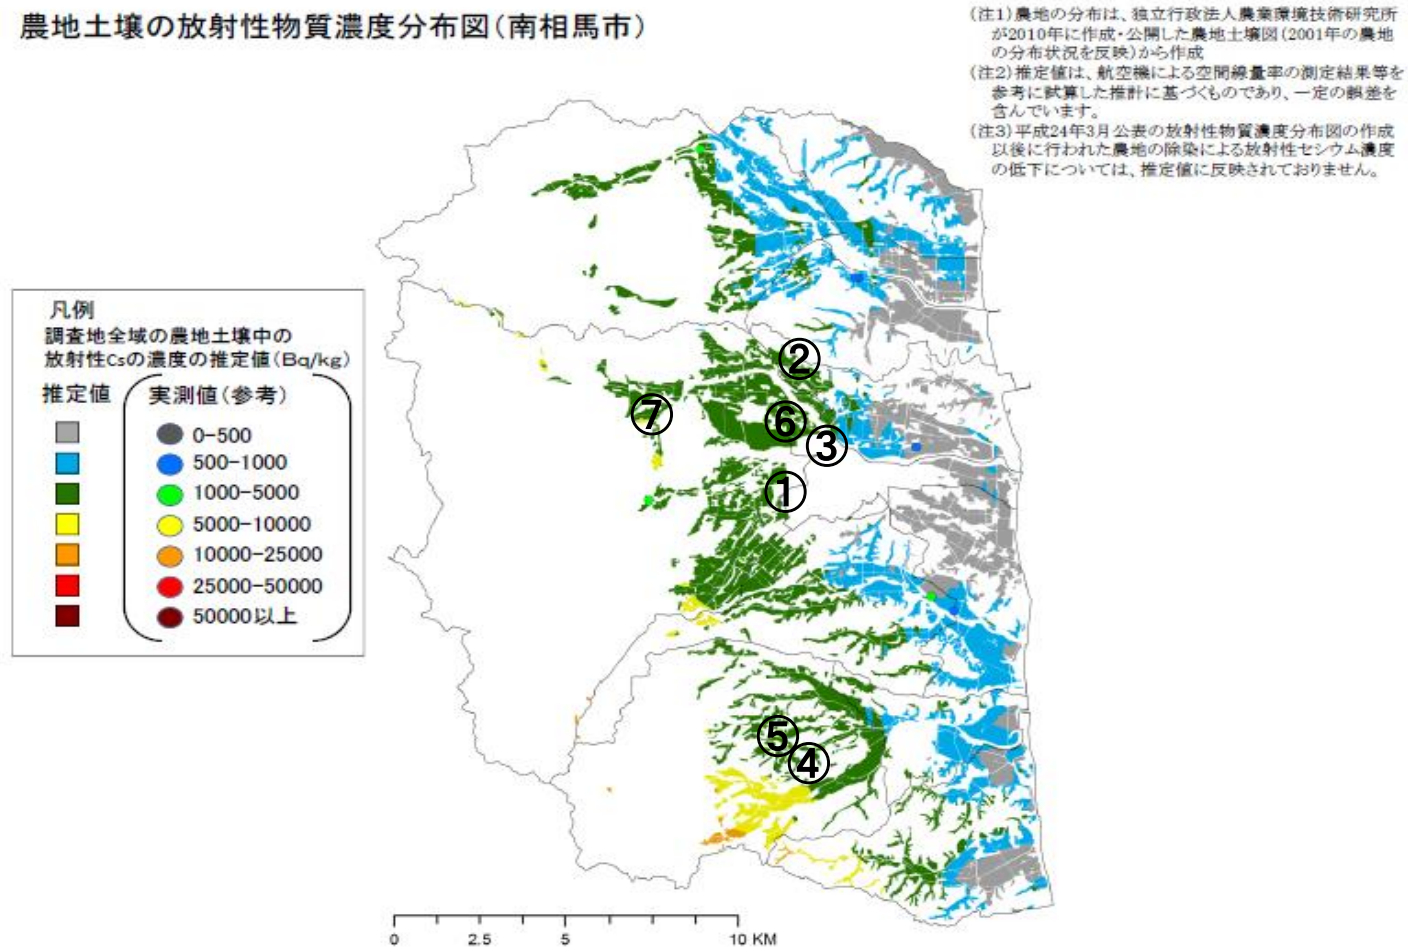 農地土壌の放射性物質濃度分布図(南相馬市)
(注1)農地の分布は、独立行政法人農業環境技術研究所
が2010年に作成・公開した農地土壌図(2001年の農地
の分布状況を反映)から作成
(注2)推定値は、航空機による空間線量率の測定結果等を
参考に試算した推計に基づくものであり、一定の誤差を
含んでいます。
(注3)平成24年3月公表の放射性物質濃度分布図の作成
以後に行われた農地の除染による放射性セシウム濃度
の低下については、推定値に反映されておりません。
凡例
調査地全域の農地土壌中の
放射性Csの濃度の推定値(Bq/kg)
推定値 実測値(参考)
0-500
500-1000
1000-5000
5000-10000
10000-25000
25000-50000
50000以上
②
⑦
⑥
③
①
⑤
④
0 2.5 5 10 KM